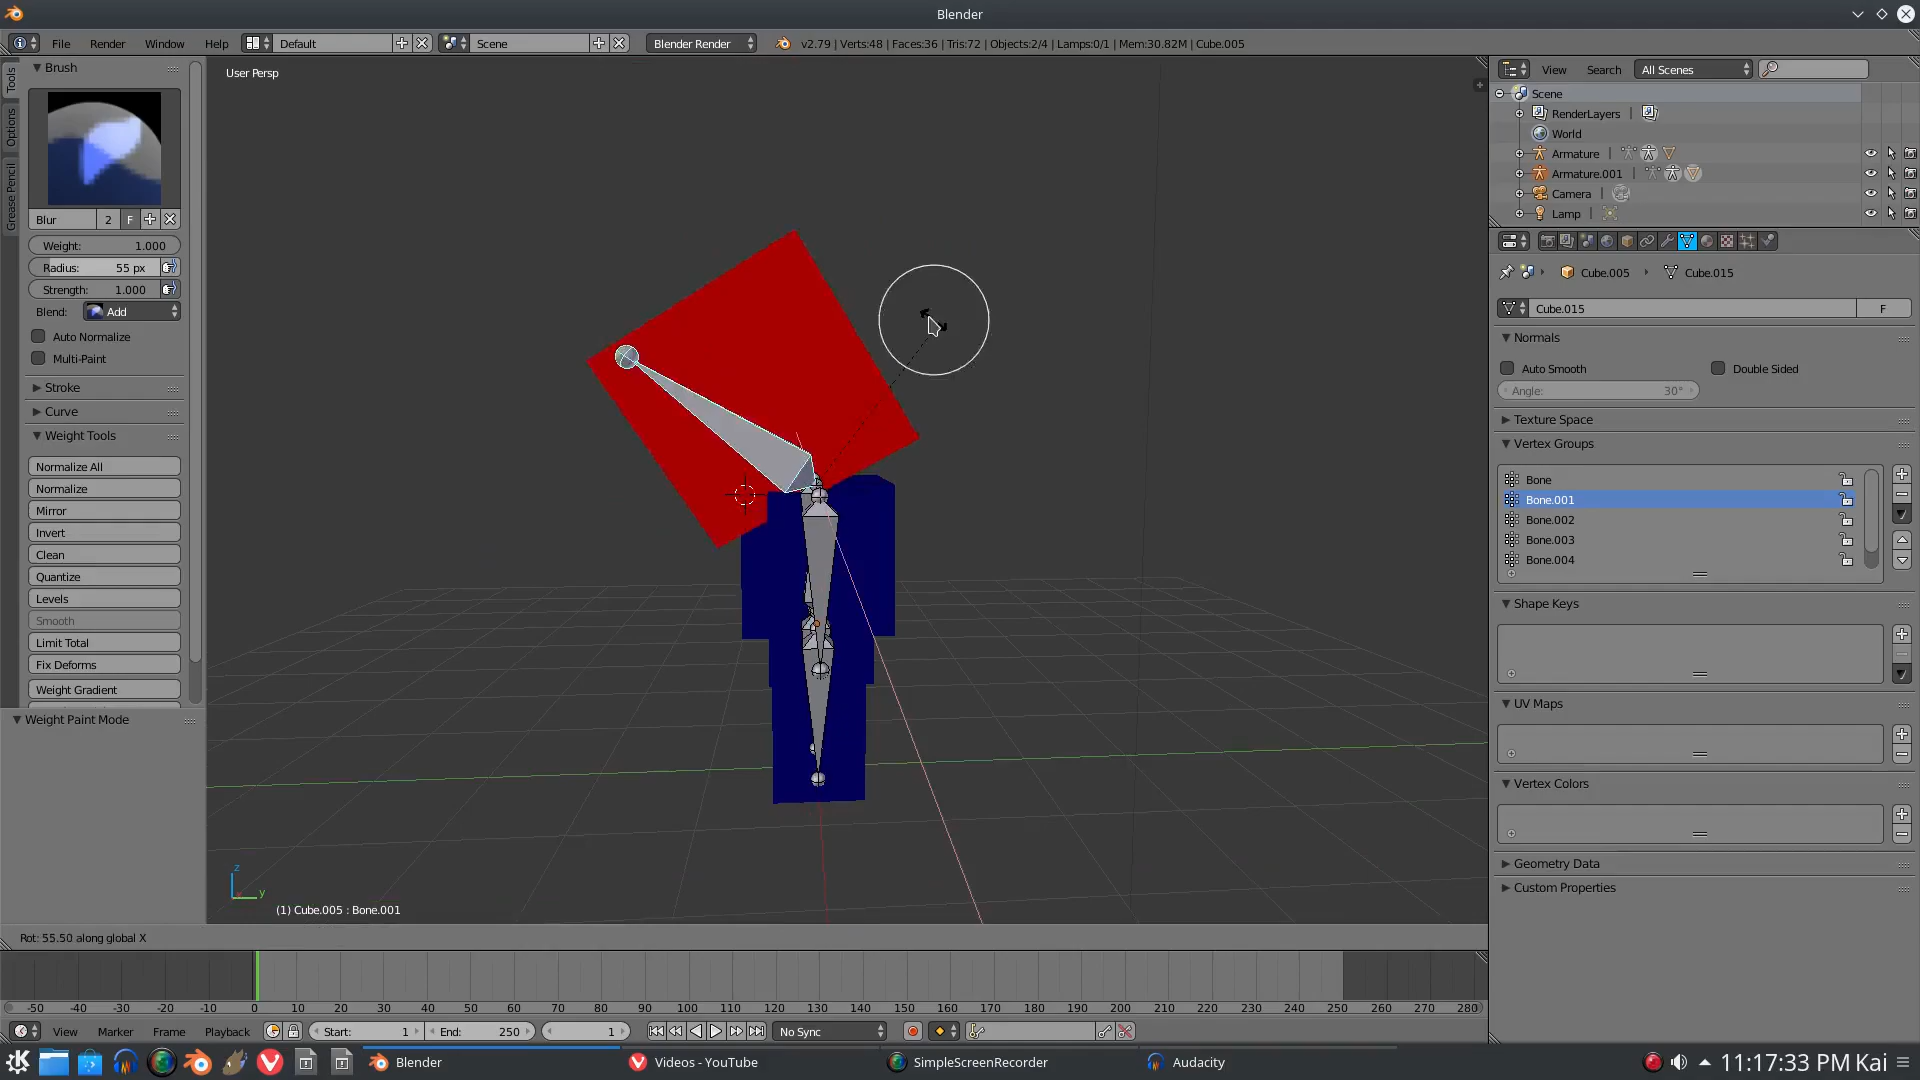 Blender
File Render Window Help Default Scene Blender Render v2.79 | Verts:48 | Faces:36 | Tris:72 | Objects:2/4 | Lamps:0/1 | Mem:30.82M | Cube.005
Tools
Options
Grease Pencil
Brush
Blur 2 F
Weight: 1.000
Radius: 55 px
Strength: 1.000
Blend: Add
Auto Normalize
Multi-Paint
Stroke
Curve
Weight Tools
Normalize All
Normalize
Mirror
Invert
Clean
Quantize
Levels
Smooth
Limit Total
Fix Deforms
Weight Gradient
Weight Paint Mode
User Persp
z
y
(1) Cube.005 : Bone.001
Rot: 55.50 along global X
View Search All Scenes
Scene
RenderLayers
World
Armature
Armature.001
Camera
Lamp
Cube.005 Cube.015
Cube.015 F
Normals
Auto Smooth Double Sided
Angle: 30°
Texture Space
Vertex Groups
Bone
Bone.001
Bone.002
Bone.003
Bone.004
Shape Keys
UV Maps
Vertex Colors
Geometry Data
Custom Properties
-50 -40 -30 -20 -10 0 10 20 30 40 50 60 70 80 90 100 110 120 130 140 150 160 170 180 190 200 210 220 230 240 250 260 270 280
View Marker Frame Playback Start: 1 End: 250 1 No Sync
Blender Videos - YouTube SimpleScreenRecorder Audacity 11:17:33 PM Kai